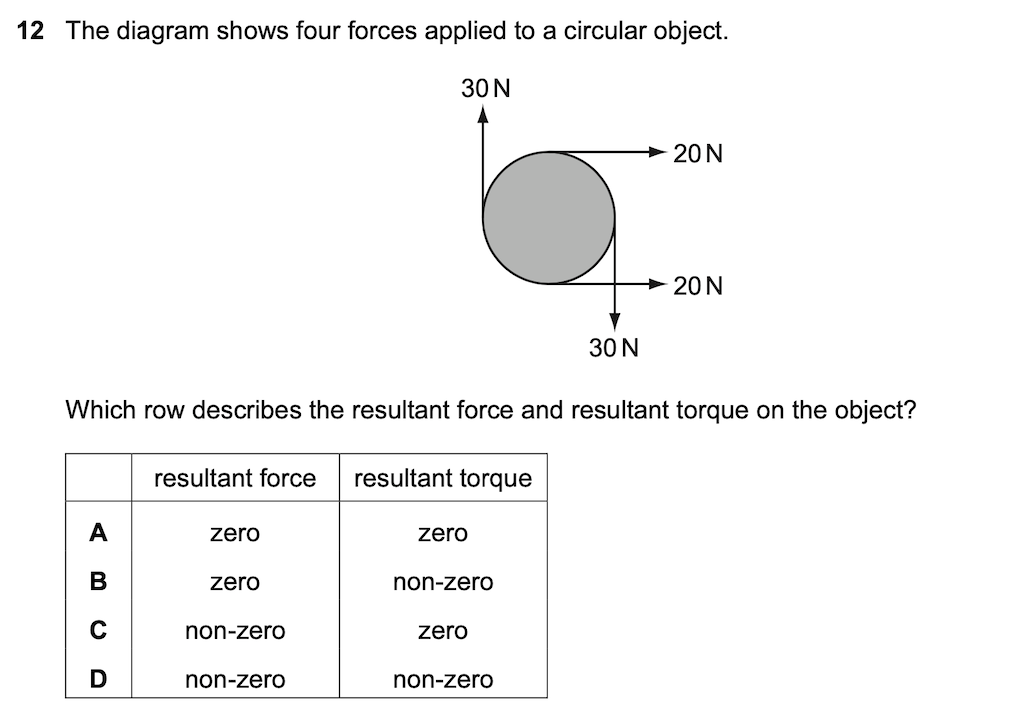 12 The diagram shows four forces applied to a circular object.
30 N
20 N
20 N
30 N
Which row describes the resultant force and resultant torque on the object?
resultant force resultant torque
A zero zero
B zero non-zero
C non-zero zero
D non-zero non-zero